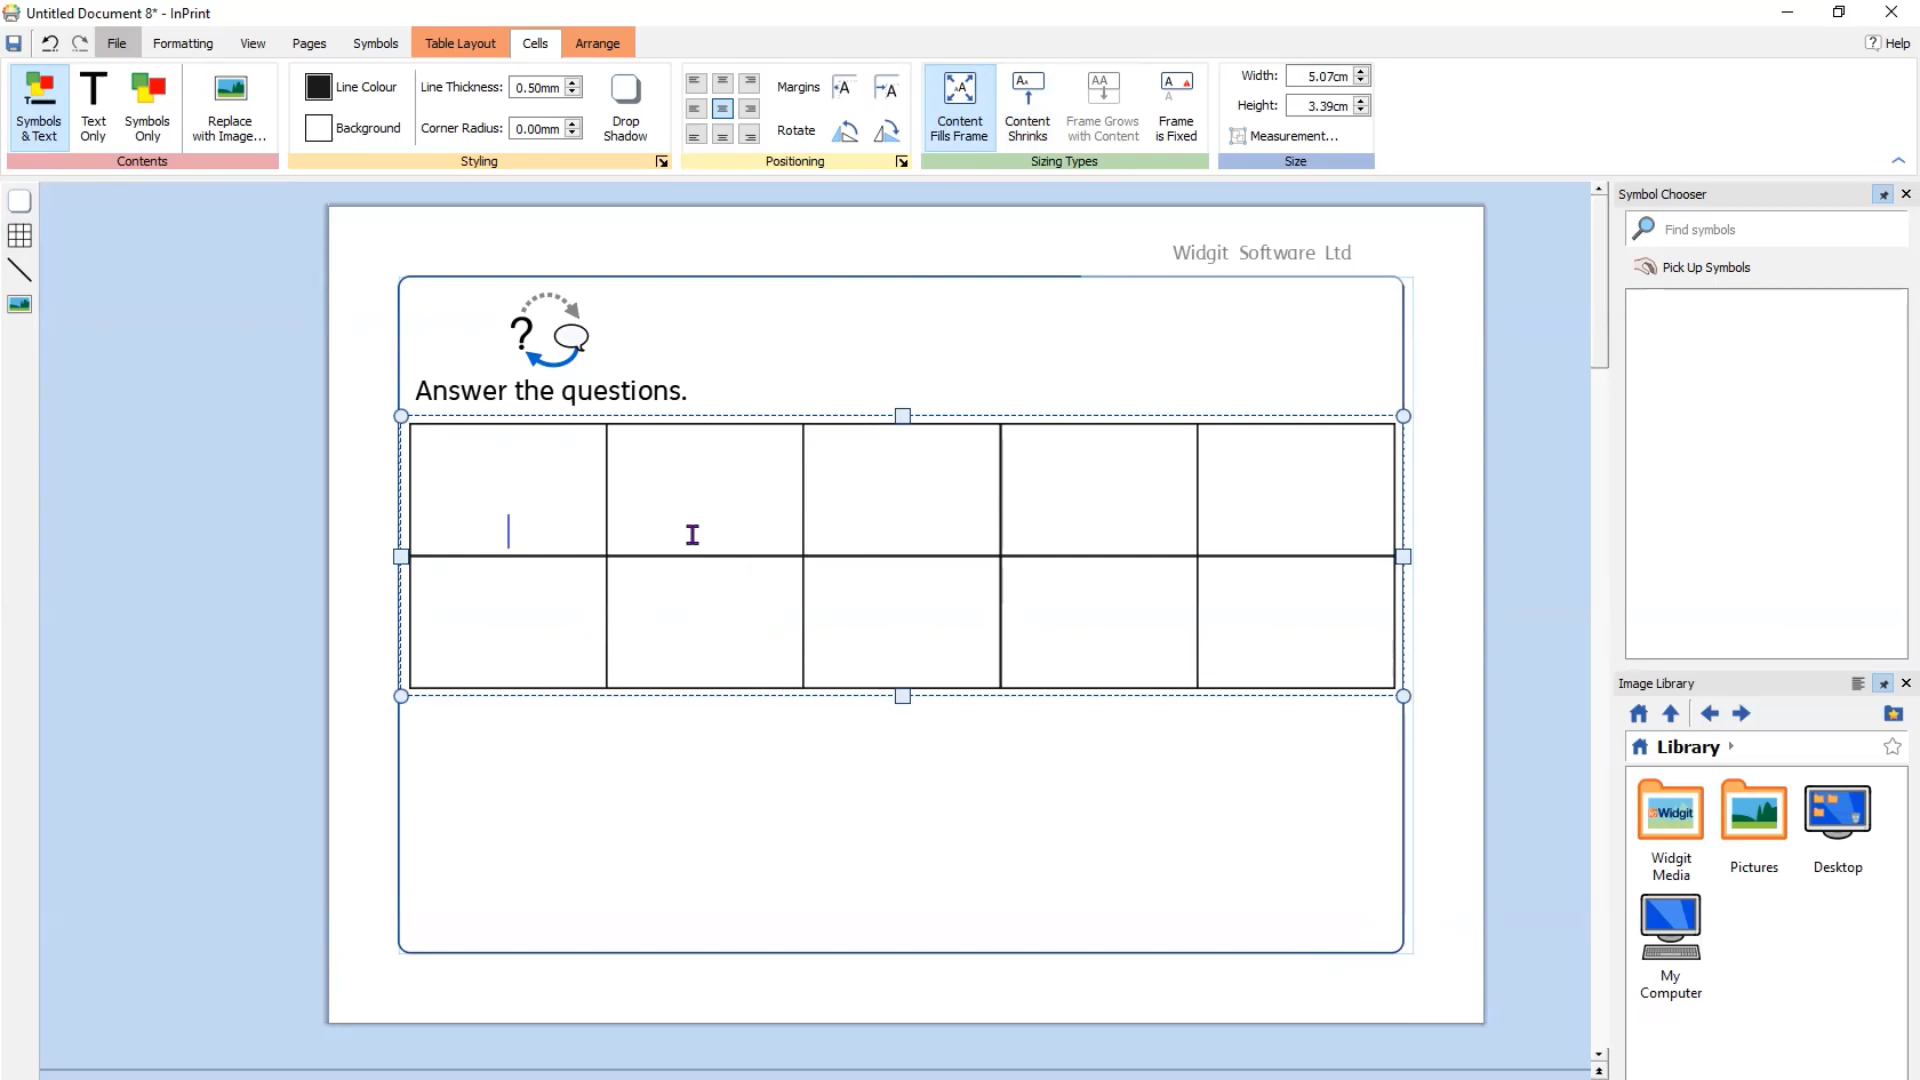 Untitled Document 8* - InPrint
File Formatting View Pages Symbols Table Layout Cells Arrange Help
Symbols & Text
Text Only
Symbols Only
Replace with Image...
Contents
Line Colour
Background
Line Thickness: 0.50mm
Corner Radius: 0.00mm
Drop Shadow
Styling
Margins
Rotate
Positioning
Content Fills Frame
Content Shrinks
Frame Grows with Content
Frame is Fixed
Sizing Types
Width: 5.07cm
Height: 3.39cm
Measurement...
Size
Widgit Software Ltd
?
Answer the questions.
Symbol Chooser
Find symbols
Pick Up Symbols
Image Library
Library
Widgit
Widgit Media
Pictures
Desktop
My Computer